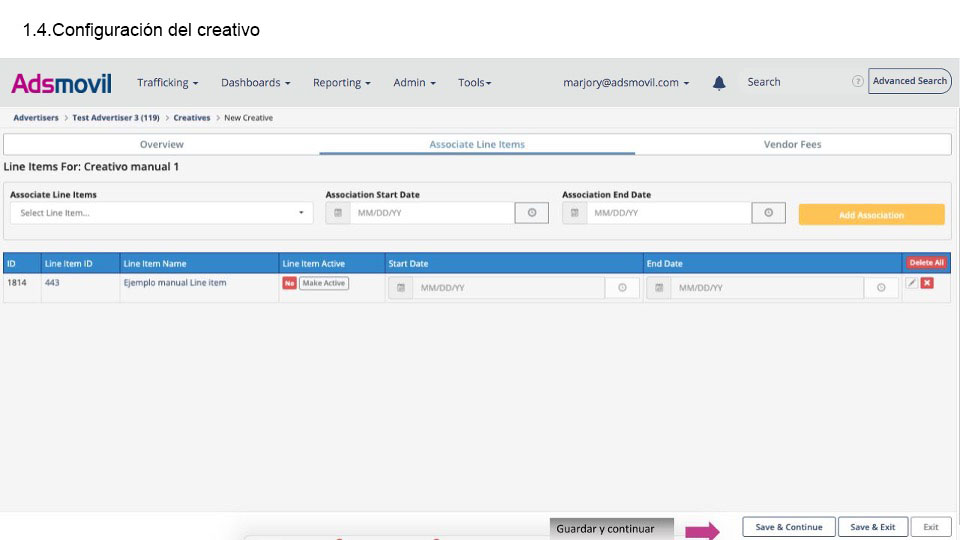 1.4.Configuración del creativo
Adsmovil Trafficking Dashboards Reporting Admin Tools marjory@adsmovil.com Search ? Advanced Search
Advertisers > Test Advertiser 3 (119) > Creatives > New Creative
Overview Associate Line Items Vendor Fees
Line Items For: Creativo manual 1
Associate Line Items Association Start Date Association End Date
Select Line Item... MM/DD/YY MM/DD/YY Add Association
ID Line Item ID Line Item Name Line Item Active Start Date End Date Delete All
1814 443 Ejemplo manual Line item No Make Active MM/DD/YY MM/DD/YY
Guardar y continuar Save & Continue Save & Exit Exit